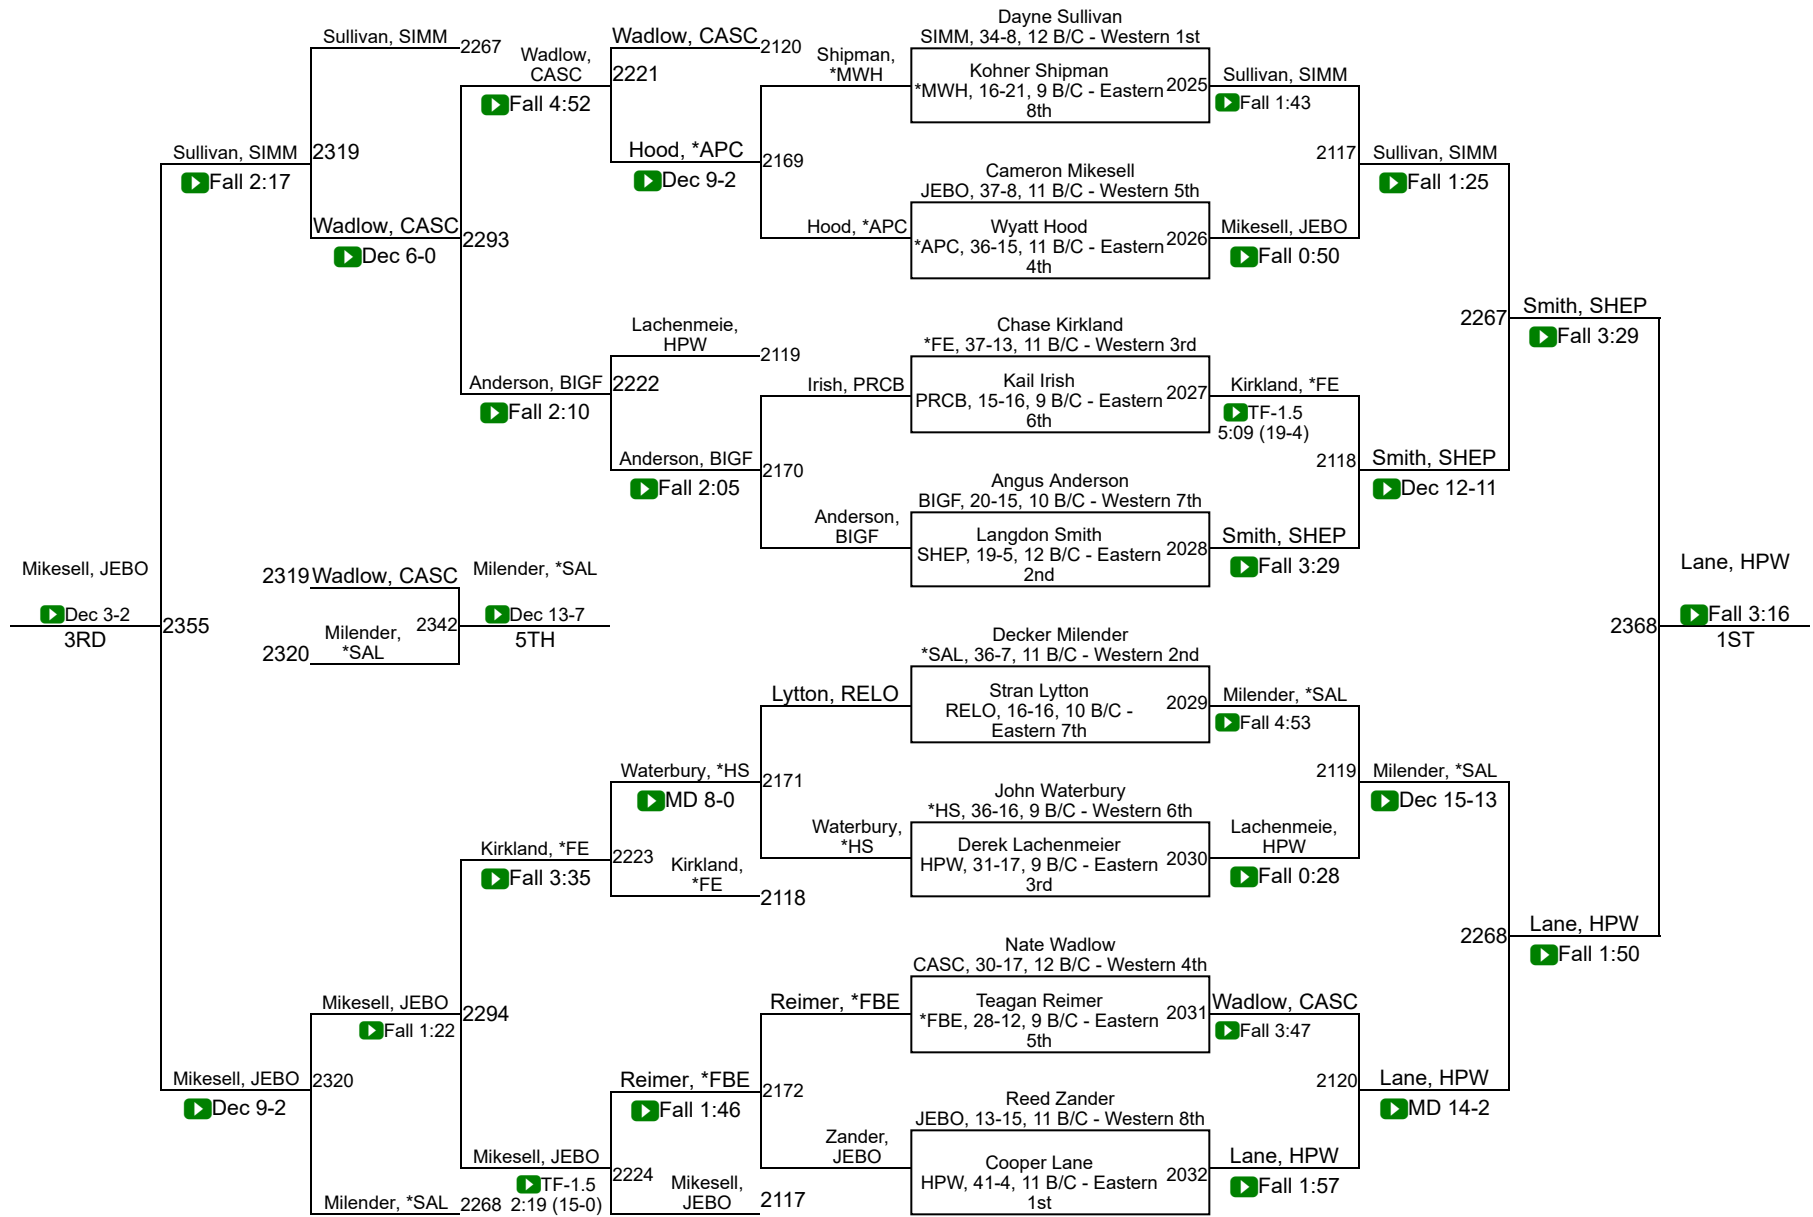 Dayne Sullivan
Sullivan, SIMM
2267
Wadlow,
CASC
Fall 4:52
Wadlow, CASC
2120
2221
Shipman,
*MWH
SIMM, 34-8, 12 B/C - Western 1st
Kohner Shipman
*MWH, 16-21, 9 B/C - Eastern
8th
2025
Sullivan, SIMM
Fall 1:43
Sullivan, SIMM
Fall 2:17
2319
Hood, *APC
Dec 9-2
2169
2117
Sullivan, SIMM
Fall 1:25
Cameron Mikesell
JEBO, 37-8, 11 B/C - Western 5th
Wadlow, CASC
Dec 6-0
2293
Hood, *APC
Wyatt Hood
*APC, 36-15, 11 B/C - Eastern
4th
2026
Mikesell, JEBO
Fall 0:50
2267
Smith, SHEP
Fall 3:29
Lachenmeie,
HPW
2119
Chase Kirkland
*FE, 37-13, 11 B/C - Western 3rd
Anderson, BIGF
Fall 2:10
2222
Irish, PRCB
Kail Irish
PRCB, 15-16, 9 B/C - Eastern
6th
2027
Kirkland, *FE
TF-1.5
5:09 (19-4)
Anderson, BIGF
Fall 2:05
2170
2118
Smith, SHEP
Dec 12-11
Angus Anderson
BIGF, 20-15, 10 B/C - Western 7th
Anderson,
BIGF
Langdon Smith
SHEP, 19-5, 12 B/C - Eastern
2nd
2028
Smith, SHEP
Fall 3:29
Mikesell, JEBO
Dec 3-2
3RD
2355
2319
Wadlow, CASC
2320
Milender,
*SAL
2342
Milender, *SAL
Dec 13-7
5TH
2368
Lane, HPW
Fall 3:16
1ST
Decker Milender
*SAL, 36-7, 11 B/C - Western 2nd
Lytton, RELO
Stran Lytton
RELO, 16-16, 10 B/C -
Eastern 7th
2029
Milender, *SAL
Fall 4:53
Waterbury, *HS
MD 8-0
2171
2119
Milender, *SAL
Dec 15-13
John Waterbury
*HS, 36-16, 9 B/C - Western 6th
Kirkland, *FE
Fall 3:35
2223
Kirkland,
*FE
2118
Waterbury,
*HS
Derek Lachenmeier
HPW, 31-17, 9 B/C - Eastern
3rd
2030
Lachenmeie,
HPW
Fall 0:28
2268
Lane, HPW
Fall 1:50
Nate Wadlow
CASC, 30-17, 12 B/C - Western 4th
Mikesell, JEBO
Fall 1:22
2294
Reimer, *FBE
Teagan Reimer
*FBE, 28-12, 9 B/C - Eastern
5th
2031
Wadlow, CASC
Fall 3:47
Mikesell, JEBO
Dec 9-2
2320
Reimer, *FBE
Fall 1:46
2172
2120
Lane, HPW
MD 14-2
Reed Zander
JEBO, 13-15, 11 B/C - Western 8th
Milender, *SAL
2268
Mikesell, JEBO
TF-1.5
2:19 (15-0)
2224
Mikesell,
JEBO
2117
Zander,
JEBO
Cooper Lane
HPW, 41-4, 11 B/C - Eastern
1st
2032
Lane, HPW
Fall 1:57